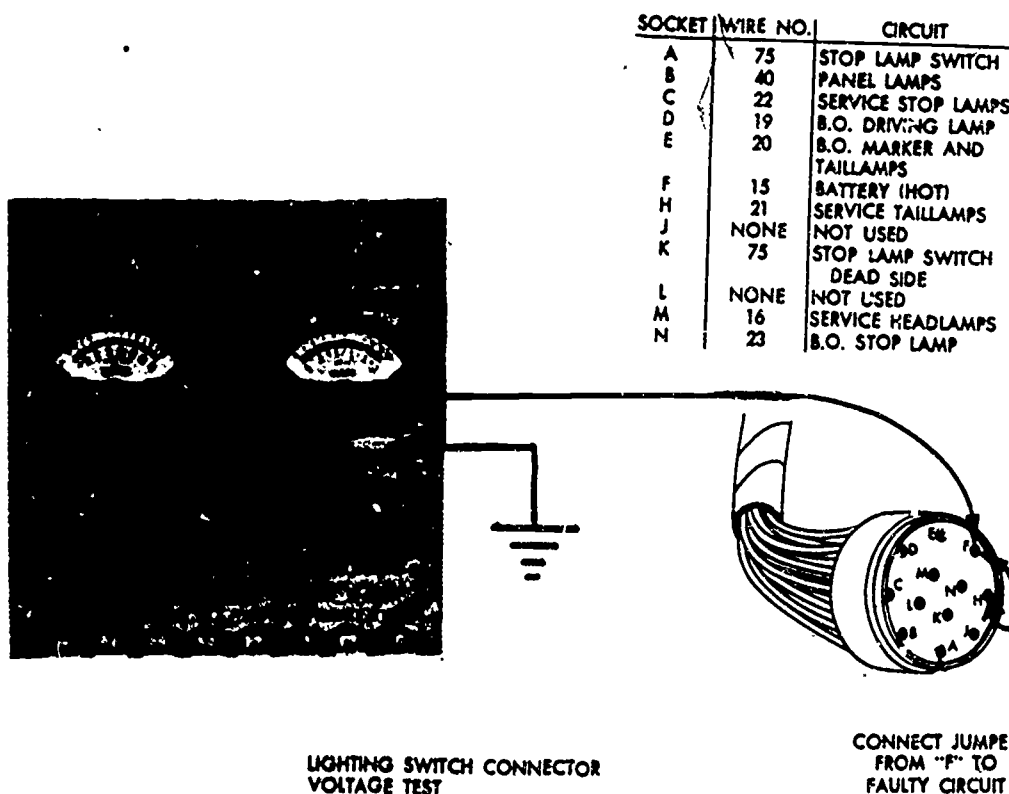 SOCKET WIRE NO. CIRCUIT
A 75 STOP LAMP SWITCH
B 40 PANEL LAMPS
C 22 SERVICE STOP LAMPS
D 19 B.O. DRIVING LAMP
E 20 B.O. MARKER AND
TAILLAMPS
F 15 BATTERY (HOT)
H 21 SERVICE TAILLAMPS
J NONE NOT USED
K 75 STOP LAMP SWITCH
DEAD SIDE
L NONE NOT USED
M 16 SERVICE HEADLAMPS
N 23 B.O. STOP LAMP
E F
D
M
C N H
L
K
B J
A
LIGHTING SWITCH CONNECTOR
VOLTAGE TEST
CONNECT JUMPE
FROM "F" TO
FAULTY CIRCUIT